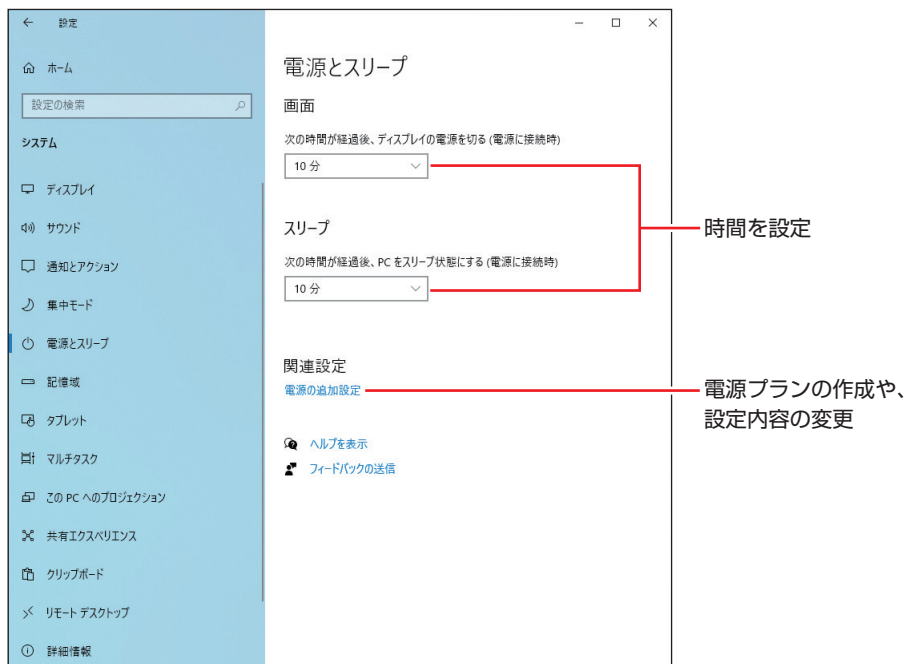 設定
ホーム
設定の検索
システム
ディスプレイ
サウンド
通知とアクション
集中モード
電源とスリープ
記憶域
タブレット
マルチタスク
この PC へのプロジェクション
共有エクスペリエンス
クリップボード
リモート デスクトップ
詳細情報
電源とスリープ
画面
次の時間が経過後、ディスプレイの電源を切る (電源に接続時)
10 分
スリープ
次の時間が経過後、PC をスリープ状態にする (電源に接続時)
10 分
関連設定
電源の追加設定
ヘルプを表示
フィードバックの送信
時間を設定
電源プランの作成や、
設定内容の変更